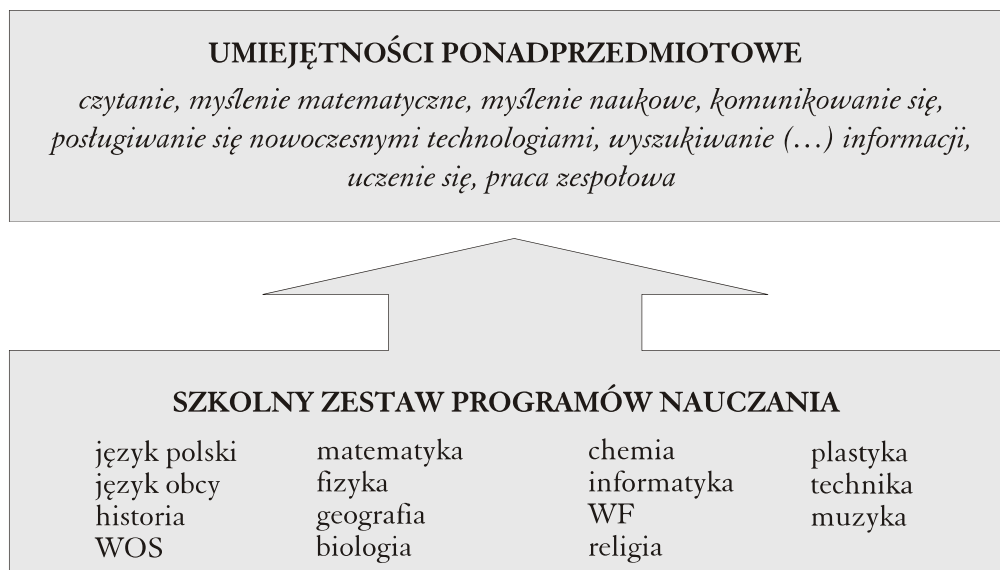 UMIEJĘTNOŚCI PONADPRZEDMIOTOWE
czytanie, myślenie matematyczne, myślenie naukowe, komunikowanie się,
posługiwanie się nowoczesnymi technologiami, wyszukiwanie (…) informacji,
uczenie się, praca zespołowa
SZKOLNY ZESTAW PROGRAMÓW NAUCZANIA
język polski
język obcy
historia
WOS
matematyka
fizyka
geografia
biologia
chemia
informatyka
WF
religia
plastyka
technika
muzyka